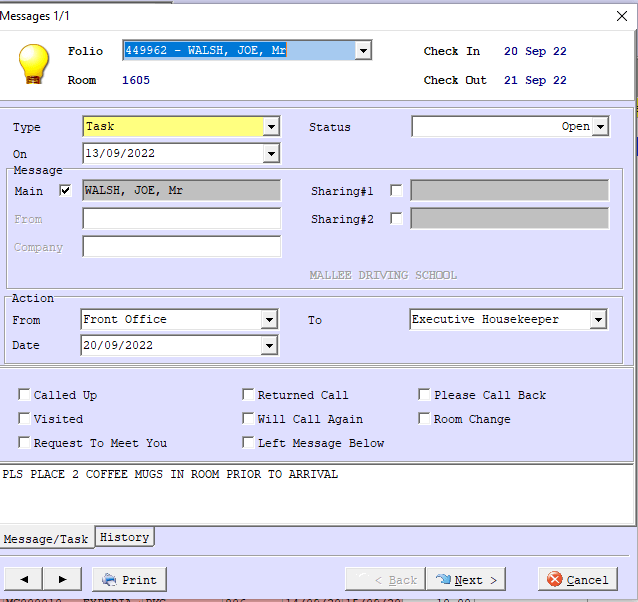 Messages 1/1
Folio 449962 - WALSH, JOE, Mr Check In 20 Sep 22
Room 1605 Check Out 21 Sep 22
Type Task Status Open
On 13/09/2022
Message
Main WALSH, JOE, Mr Sharing#1
From Sharing#2
Company
MALLEE DRIVING SCHOOL
Action
From Front Office To Executive Housekeeper
Date 20/09/2022
Called Up Returned Call Please Call Back
Visited Will Call Again Room Change
Request To Meet You Left Message Below
PLS PLACE 2 COFFEE MUGS IN ROOM PRIOR TO ARRIVAL
Message/Task History
Print < Back Next > Cancel